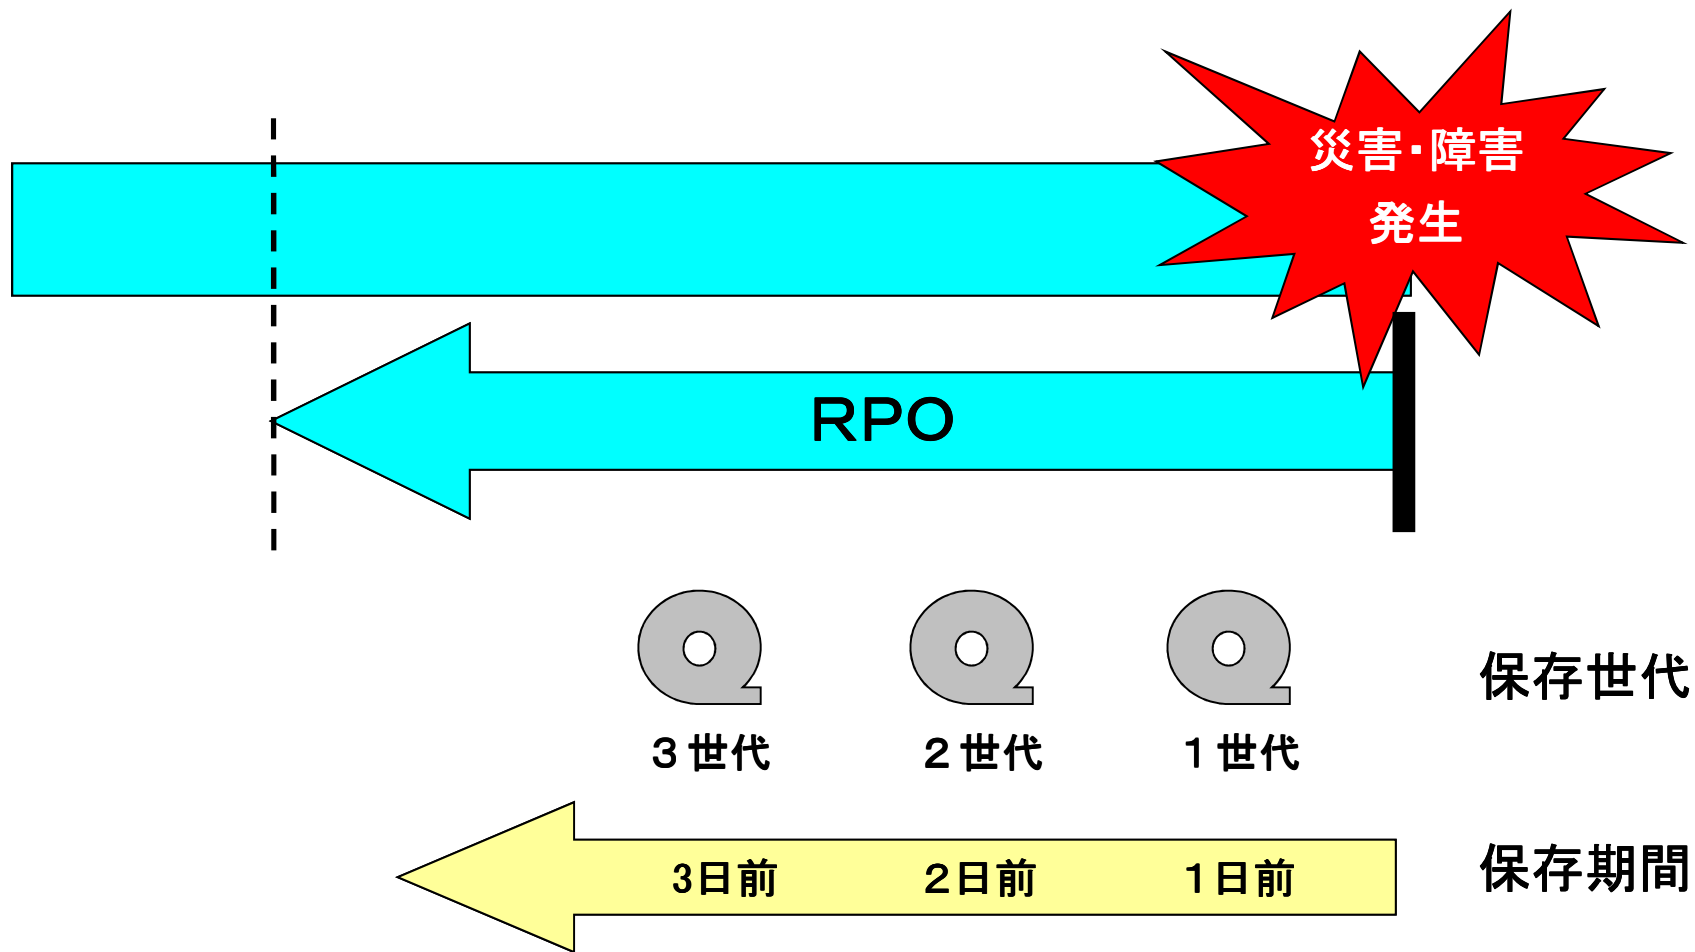 災害・障害
発生
ＲＰＯ
保存世代
３世代
２世代
１世代
保存期間
3日前
２日前
１日前